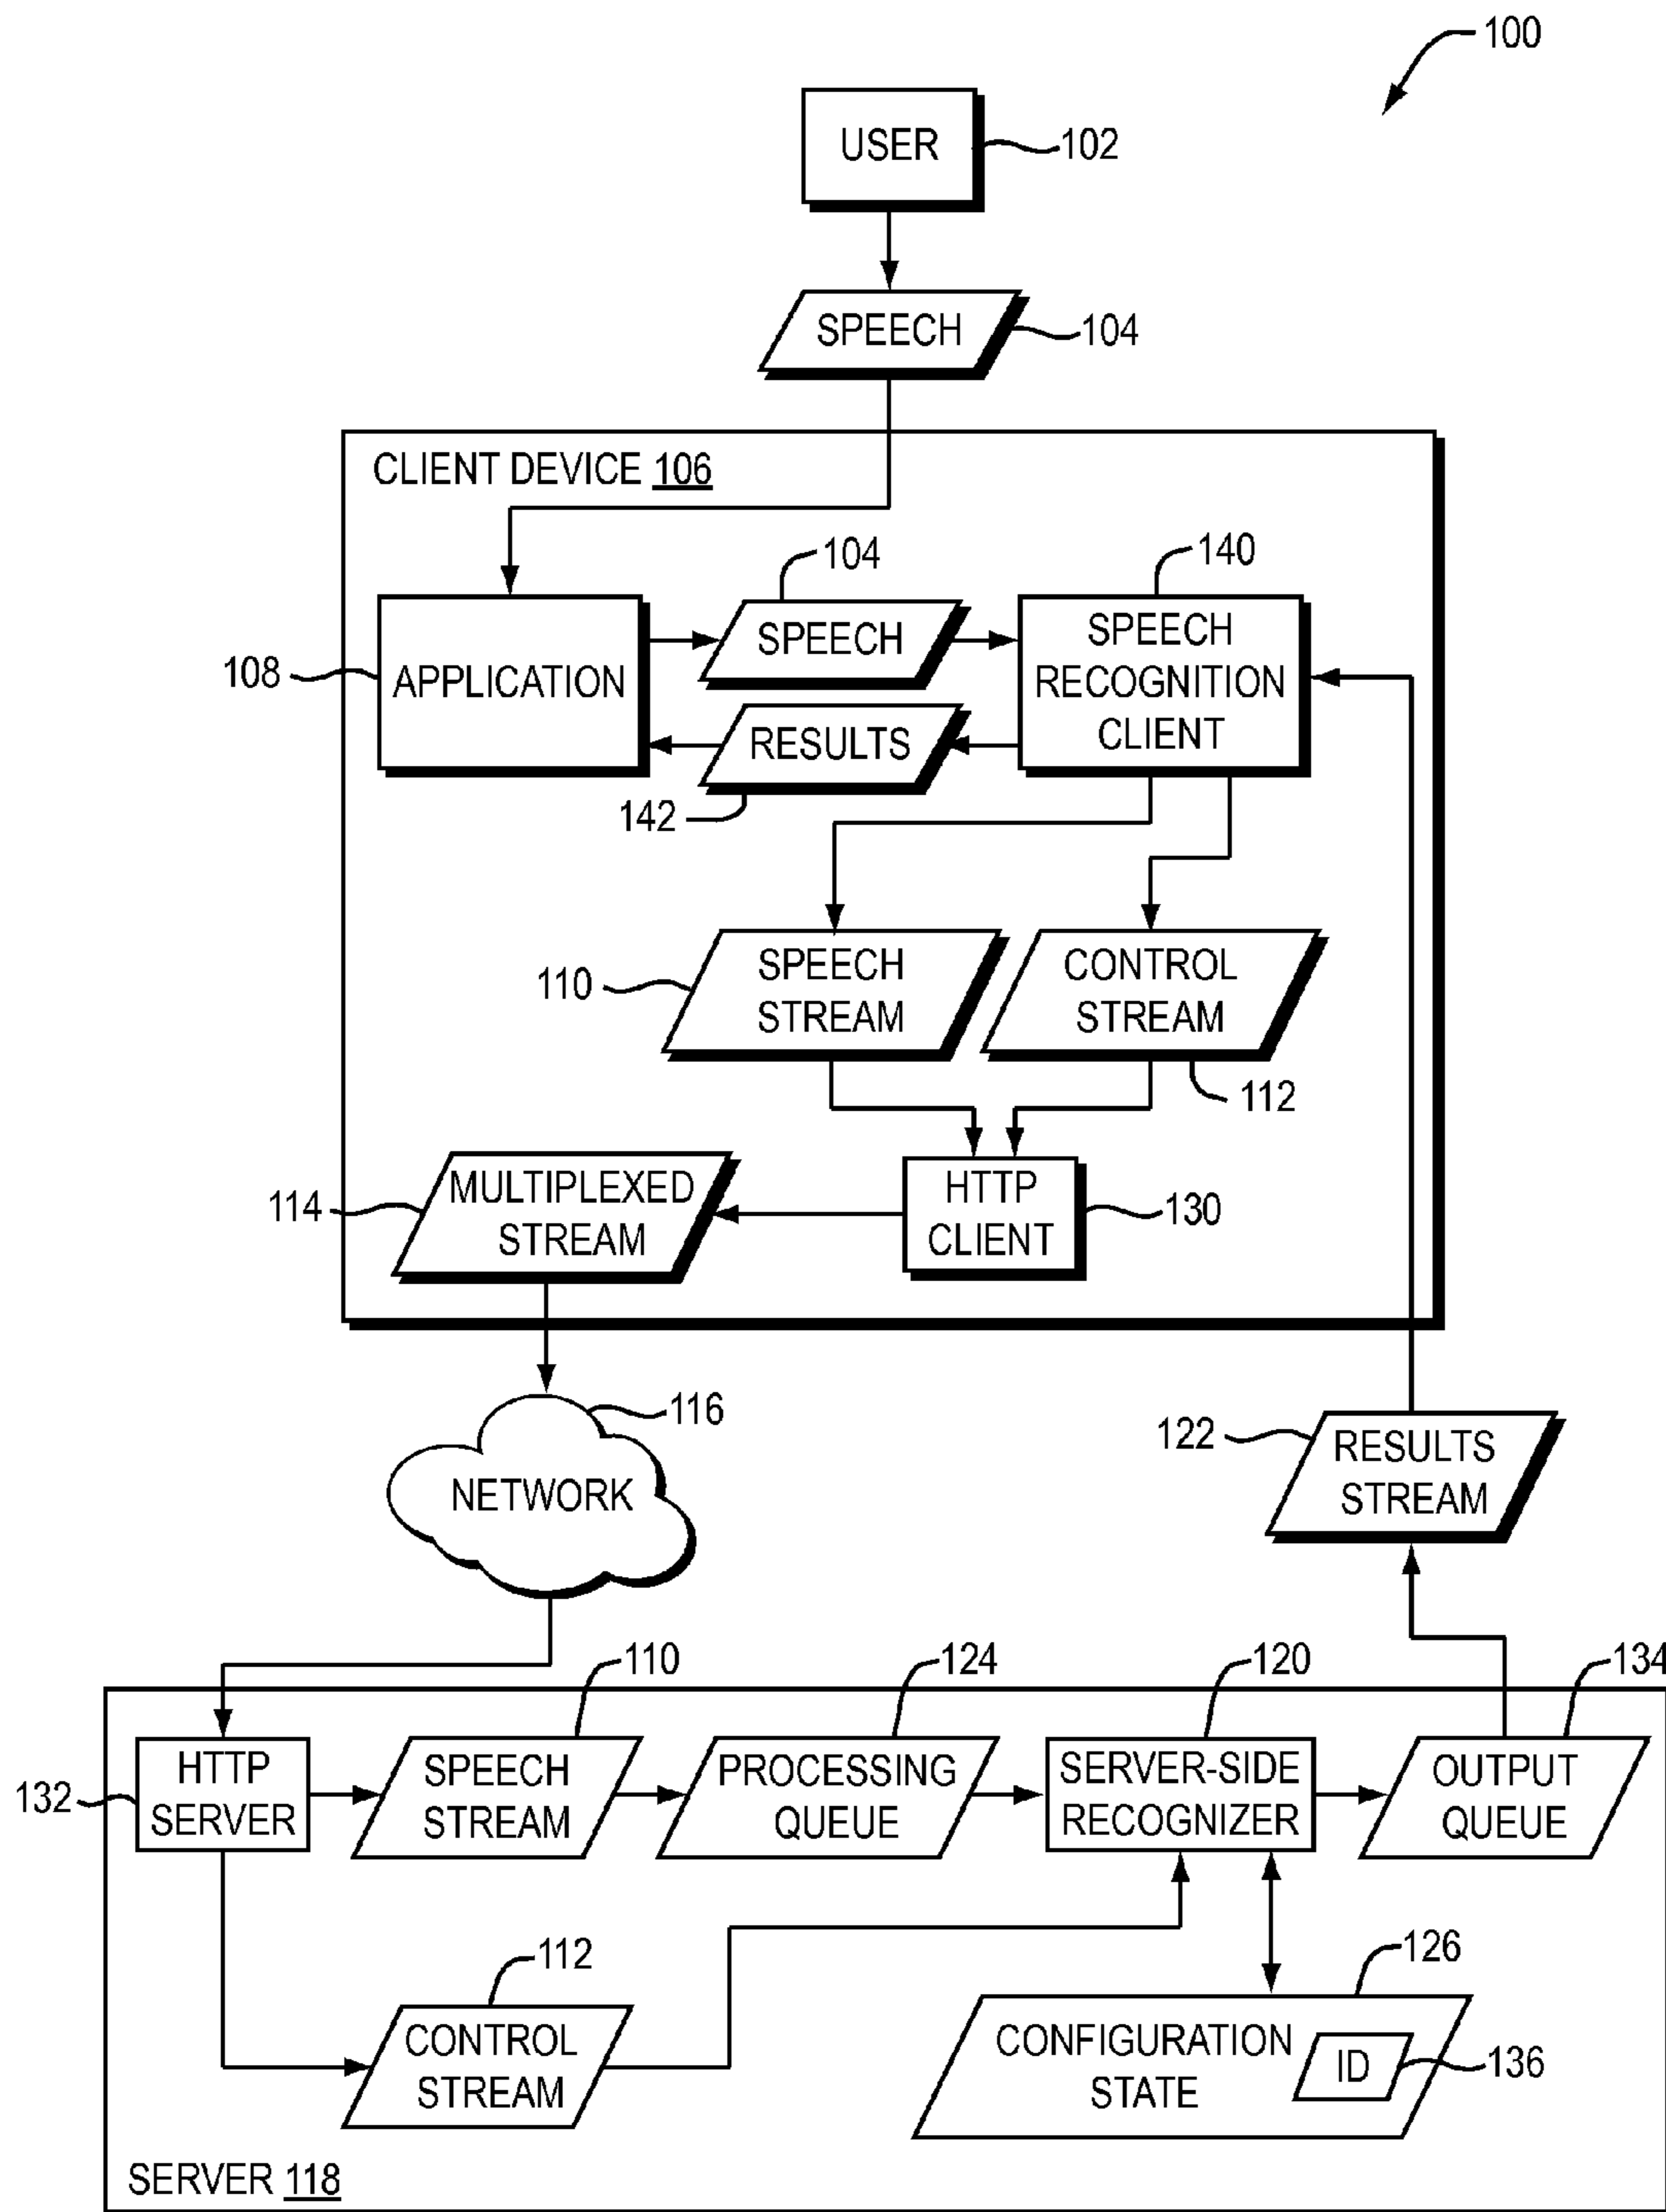 100
USER
102
SPEECH
104
CLIENT DEVICE 106
104
140
108
APPLICATION
SPEECH
SPEECH
RECOGNITION
CLIENT
RESULTS
142
110
SPEECH
STREAM
CONTROL
STREAM
112
114
MULTIPLEXED
STREAM
HTTP
CLIENT
130
116
NETWORK
122
RESULTS
STREAM
110
124
120
134
132
HTTP
SERVER
SPEECH
STREAM
PROCESSING
QUEUE
SERVER-SIDE
RECOGNIZER
OUTPUT
QUEUE
112
126
CONTROL
STREAM
CONFIGURATION
STATE
ID
136
SERVER 118